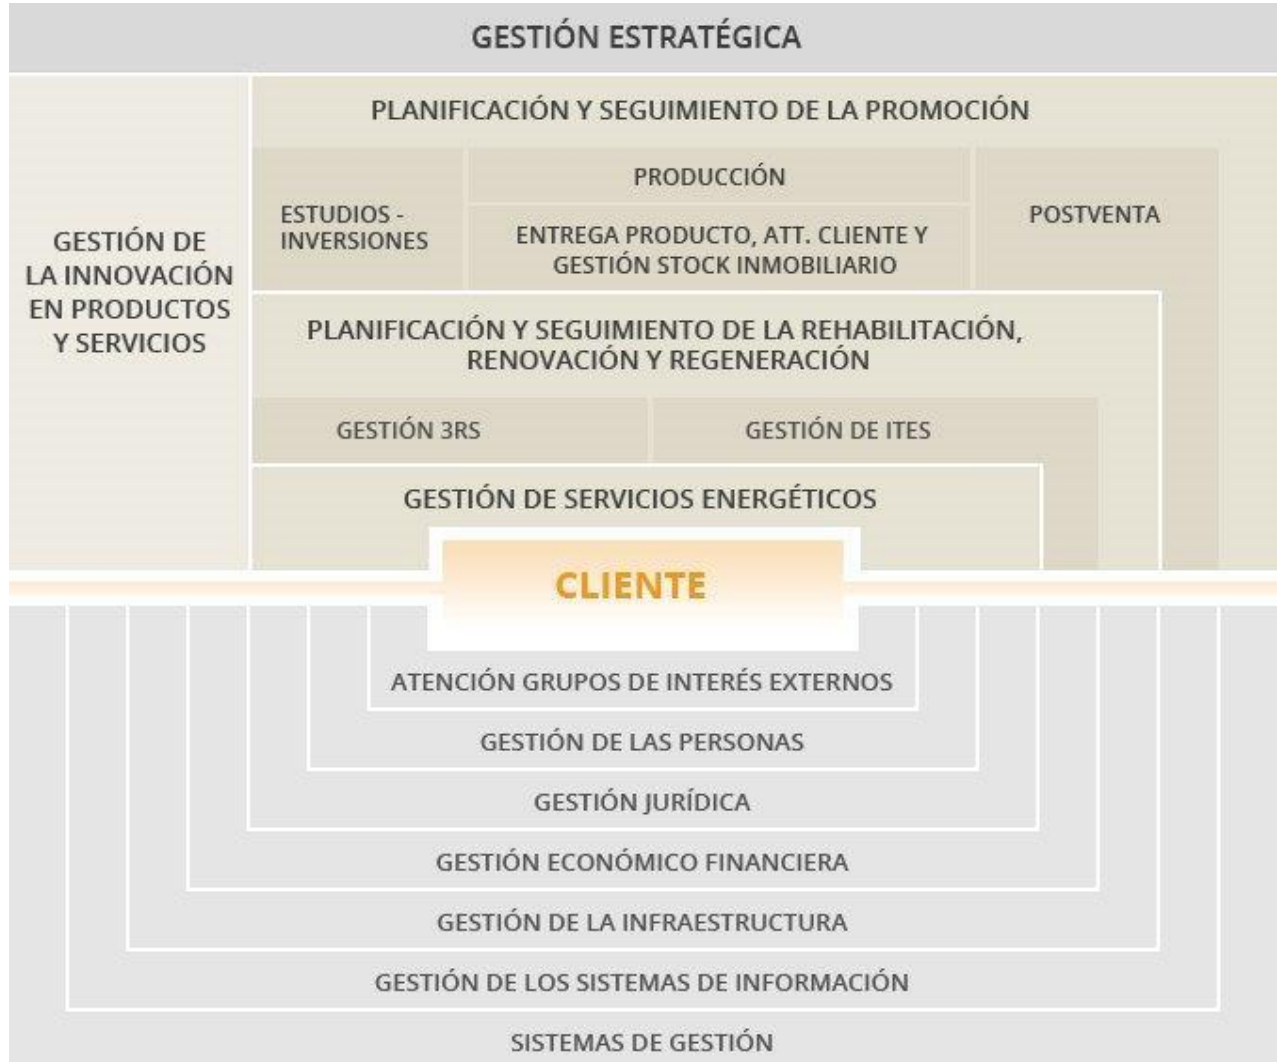 GESTIÓN ESTRATÉGICA
PLANIFICACIÓN Y SEGUIMIENTO DE LA PROMOCIÓN
GESTIÓN DE
LA INNOVACIÓN
EN PRODUCTOS
Y SERVICIOS
ESTUDIOS -
INVERSIONES
PRODUCCIÓN
ENTREGA PRODUCTO, ATT. CLIENTE Y
GESTIÓN STOCK INMOBILIARIO
POSTVENTA
PLANIFICACIÓN Y SEGUIMIENTO DE LA REHABILITACIÓN,
RENOVACIÓN Y REGENERACIÓN
GESTIÓN 3RS
GESTIÓN DE ITES
GESTIÓN DE SERVICIOS ENERGÉTICOS
CLIENTE
ATENCIÓN GRUPOS DE INTERÉS EXTERNOS
GESTIÓN DE LAS PERSONAS
GESTIÓN JURÍDICA
GESTIÓN ECONÓMICO FINANCIERA
GESTIÓN DE LA INFRAESTRUCTURA
GESTIÓN DE LOS SISTEMAS DE INFORMACIÓN
SISTEMAS DE GESTIÓN